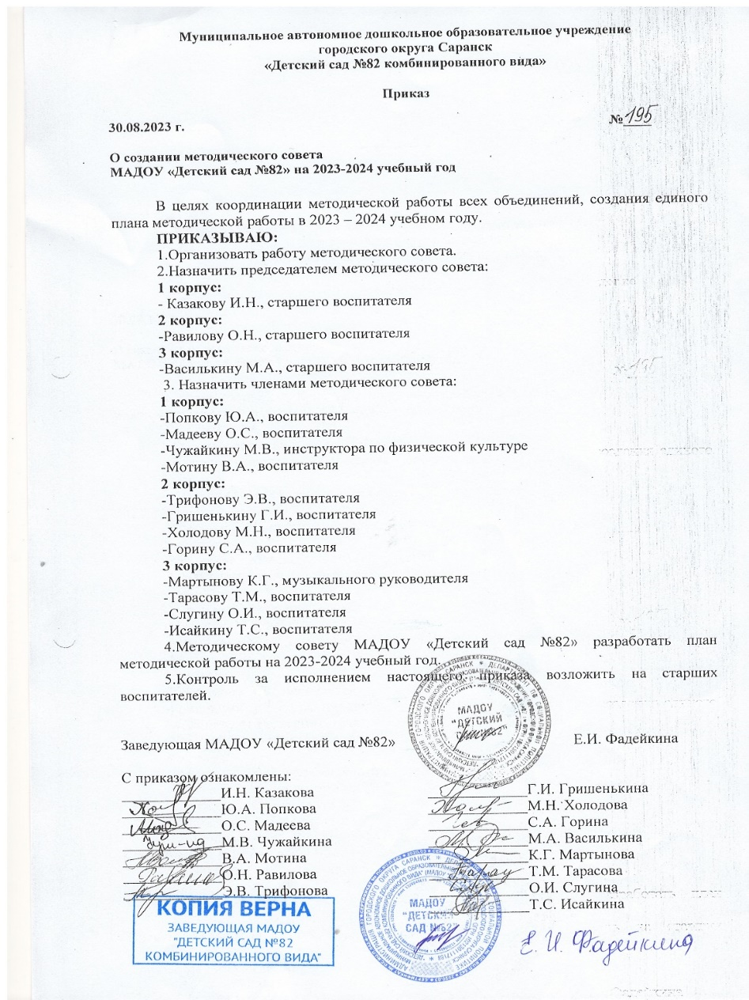 Муниципальное автономное дошкольное образовательное учреждение
городского округа Саранск
«Детский сад №82 комбинированного вида»
Приказ
30.08.2023 г.
№ 195
О создании методического совета
МАДОУ «Детский сад №82» на 2023-2024 учебный год
В целях координации методической работы всех объединений, создания единого
плана методической работы в 2023 – 2024 учебном году.
ПРИКАЗЫВАЮ:
1.Организовать работу методического совета.
2.Назначить председателем методического совета:
1 корпус:
- Казакову И.Н., старшего воспитателя
2 корпус:
-Равилову О.Н., старшего воспитателя
3 корпус:
-Василькину М.А., старшего воспитателя
3. Назначить членами методического совета:
1 корпус:
-Попкову Ю.А., воспитателя
-Мадееву О.С., воспитателя
-Чужайкину М.В., инструктора по физической культуре
-Мотину В.А., воспитателя
2 корпус:
-Трифонову Э.В., воспитателя
-Гришенькину Г.И., воспитателя
-Холодову М.Н., воспитателя
-Горину С.А., воспитателя
3 корпус:
-Мартынову К.Г., музыкального руководителя
-Тарасову Т.М., воспитателя
-Слугину О.И., воспитателя
-Исайкину Т.С., воспитателя
4.Методическому совету МАДОУ «Детский сад №82» разработать план
методической работы на 2023-2024 учебный год.
5.Контроль за исполнением настоящего приказа возложить на старших
воспитателей.
МАДОУ
"ДЕТСКИЙ
Заведующая МАДОУ «Детский сад №82» Е.И. Фадейкина
С приказом ознакомлены:
И.Н. Казакова
Ю.А. Попкова
О.С. Мадеева
М.В. Чужайкина
В.А. Мотина
О.Н. Равилова
Э.В. Трифонова
Г.И. Гришенькина
М.Н. Холодова
С.А. Горина
М.А. Василькина
К.Г. Мартынова
Т.М. Тарасова
О.И. Слугина
Т.С. Исайкина
КОПИЯ ВЕРНА
ЗАВЕДУЮЩАЯ МАДОУ
"ДЕТСКИЙ САД №82
КОМБИНИРОВАННОГО ВИДА"
МАДОУ
САД №82"
Е. И. Фадейкина